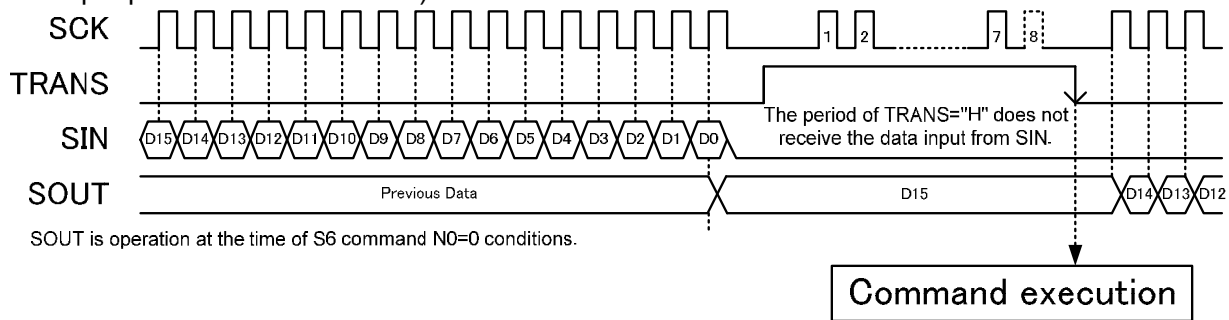 SCK
1 2 7 8
TRANS
The period of TRANS="H" does not
receive the data input from SIN.
SIN
D15 D14 D13 D12 D11 D10 D9 D8 D7 D6 D5 D4 D3 D2 D1 D0
SOUT
Previous Data
D15
D14 D13 D12
SOUT is operation at the time of S6 command N0=0 conditions.
Command execution